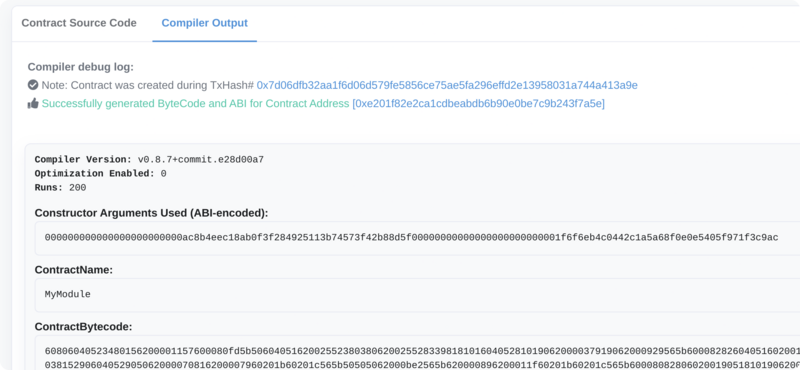 Contract Source Code Compiler Output
Compiler debug log:
Note: Contract was created during TxHash# 0x7d06dfb32aa1f6d06d579fe5856ce75ae5fa296effd2e13958031a744a413a9e
Successfully generated ByteCode and ABI for Contract Address [0xe201f82e2ca1cdbeabdb6b90e0be7c9b243f7a5e]
Compiler Version: v0.8.7+commit.e28d00a7
Optimization Enabled: 0
Runs: 200
Constructor Arguments Used (ABI-encoded):
000000000000000000000000ac8b4eec18ab0f3f284925113b74573f42b88d5f0000000000000000000000001f6f6eb4c0442c1a5a68f0e0e5405f971f3c9ac
ContractName:
MyModule
ContractBytecode:
60806040523480156200001157600080fd5b506040516200255238038062002552833981810160405281019062000037919062000929565b600082826040516200
03815290604052905062000070816200007960201b60201c565b50505062000be2565b620000896200011f60201b60201c565b600080828060200190518101906200